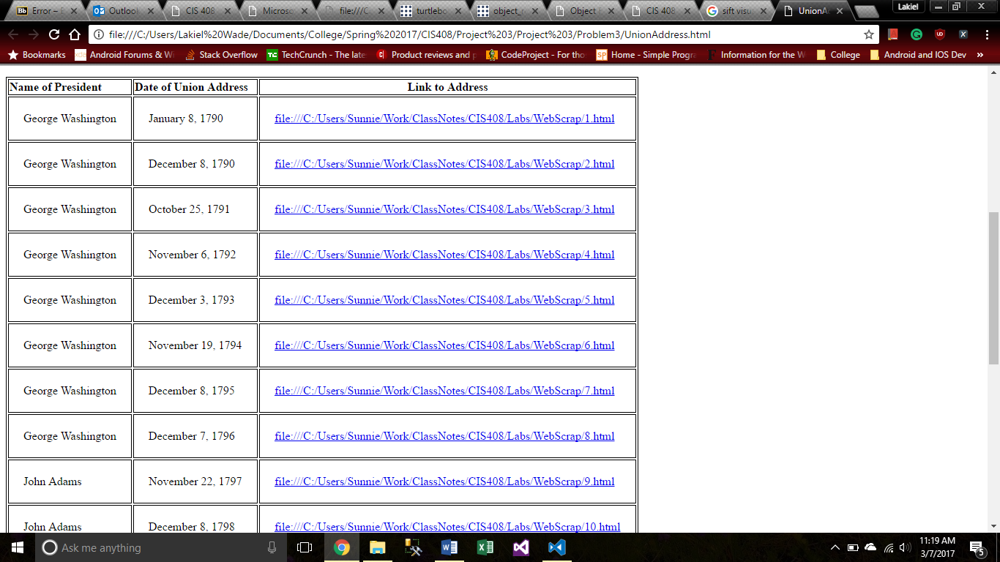 Error – Outlook CIS 408 Microso file:///C turtlebo object_ Object CIS 408 sift visu UnionA Lakiel
file:///C:/Users/Lakiel%20Wade/Documents/College/Spring%202017/CIS408/Project%203/Project%203/Problem3/UnionAddress.html
Bookmarks Android Forums & W Stack Overflow TechCrunch - The late Product reviews and p CodeProject - For tho Home - Simple Progra Information for the W College Android and IOS Dev »
Name of President Date of Union Address Link to Address
George Washington January 8, 1790 file:///C:/Users/Sunnie/Work/ClassNotes/CIS408/Labs/WebScrap/1.html
George Washington December 8, 1790 file:///C:/Users/Sunnie/Work/ClassNotes/CIS408/Labs/WebScrap/2.html
George Washington October 25, 1791 file:///C:/Users/Sunnie/Work/ClassNotes/CIS408/Labs/WebScrap/3.html
George Washington November 6, 1792 file:///C:/Users/Sunnie/Work/ClassNotes/CIS408/Labs/WebScrap/4.html
George Washington December 3, 1793 file:///C:/Users/Sunnie/Work/ClassNotes/CIS408/Labs/WebScrap/5.html
George Washington November 19, 1794 file:///C:/Users/Sunnie/Work/ClassNotes/CIS408/Labs/WebScrap/6.html
George Washington December 8, 1795 file:///C:/Users/Sunnie/Work/ClassNotes/CIS408/Labs/WebScrap/7.html
George Washington December 7, 1796 file:///C:/Users/Sunnie/Work/ClassNotes/CIS408/Labs/WebScrap/8.html
John Adams November 22, 1797 file:///C:/Users/Sunnie/Work/ClassNotes/CIS408/Labs/WebScrap/9.html
John Adams December 8, 1798 file:///C:/Users/Sunnie/Work/ClassNotes/CIS408/Labs/WebScrap/10.html
Ask me anything 11:19 AM
3/7/2017 5